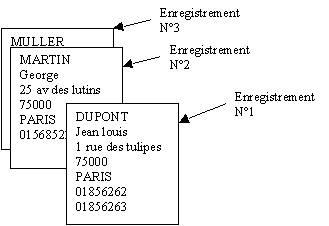 Enregistrement
N°3
MULLER
Enregistrement
N°2
MARTIN
George
25 av des lutins
75000
PARIS
0156852
Enregistrement
N°1
DUPONT
Jean louis
1 rue des tulipes
75000
PARIS
01856262
01856263